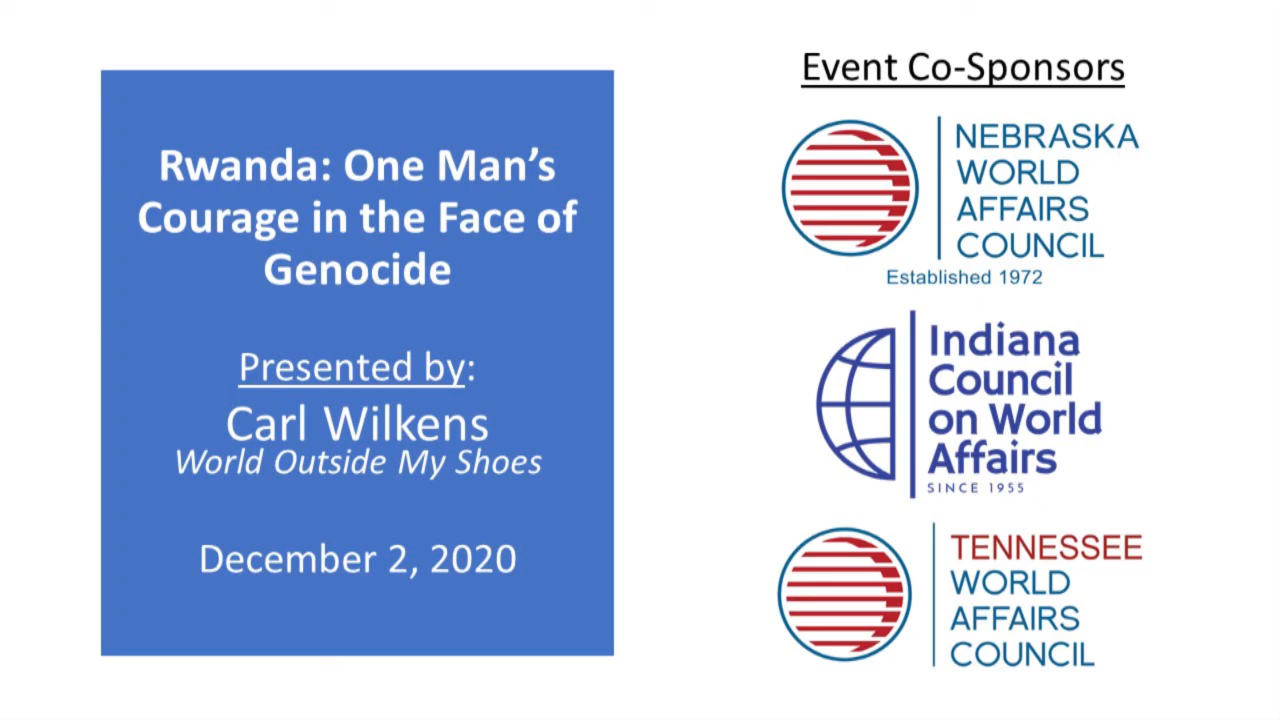 Rwanda: One Man’s
Courage in the Face of
Genocide
Presented by:
Carl Wilkens
World Outside My Shoes
December 2, 2020
Event Co-Sponsors
NEBRASKA
WORLD
AFFAIRS
COUNCIL
Established 1972
Indiana
Council
on World
Affairs
SINCE 1955
TENNESSEE
WORLD
AFFAIRS
COUNCIL